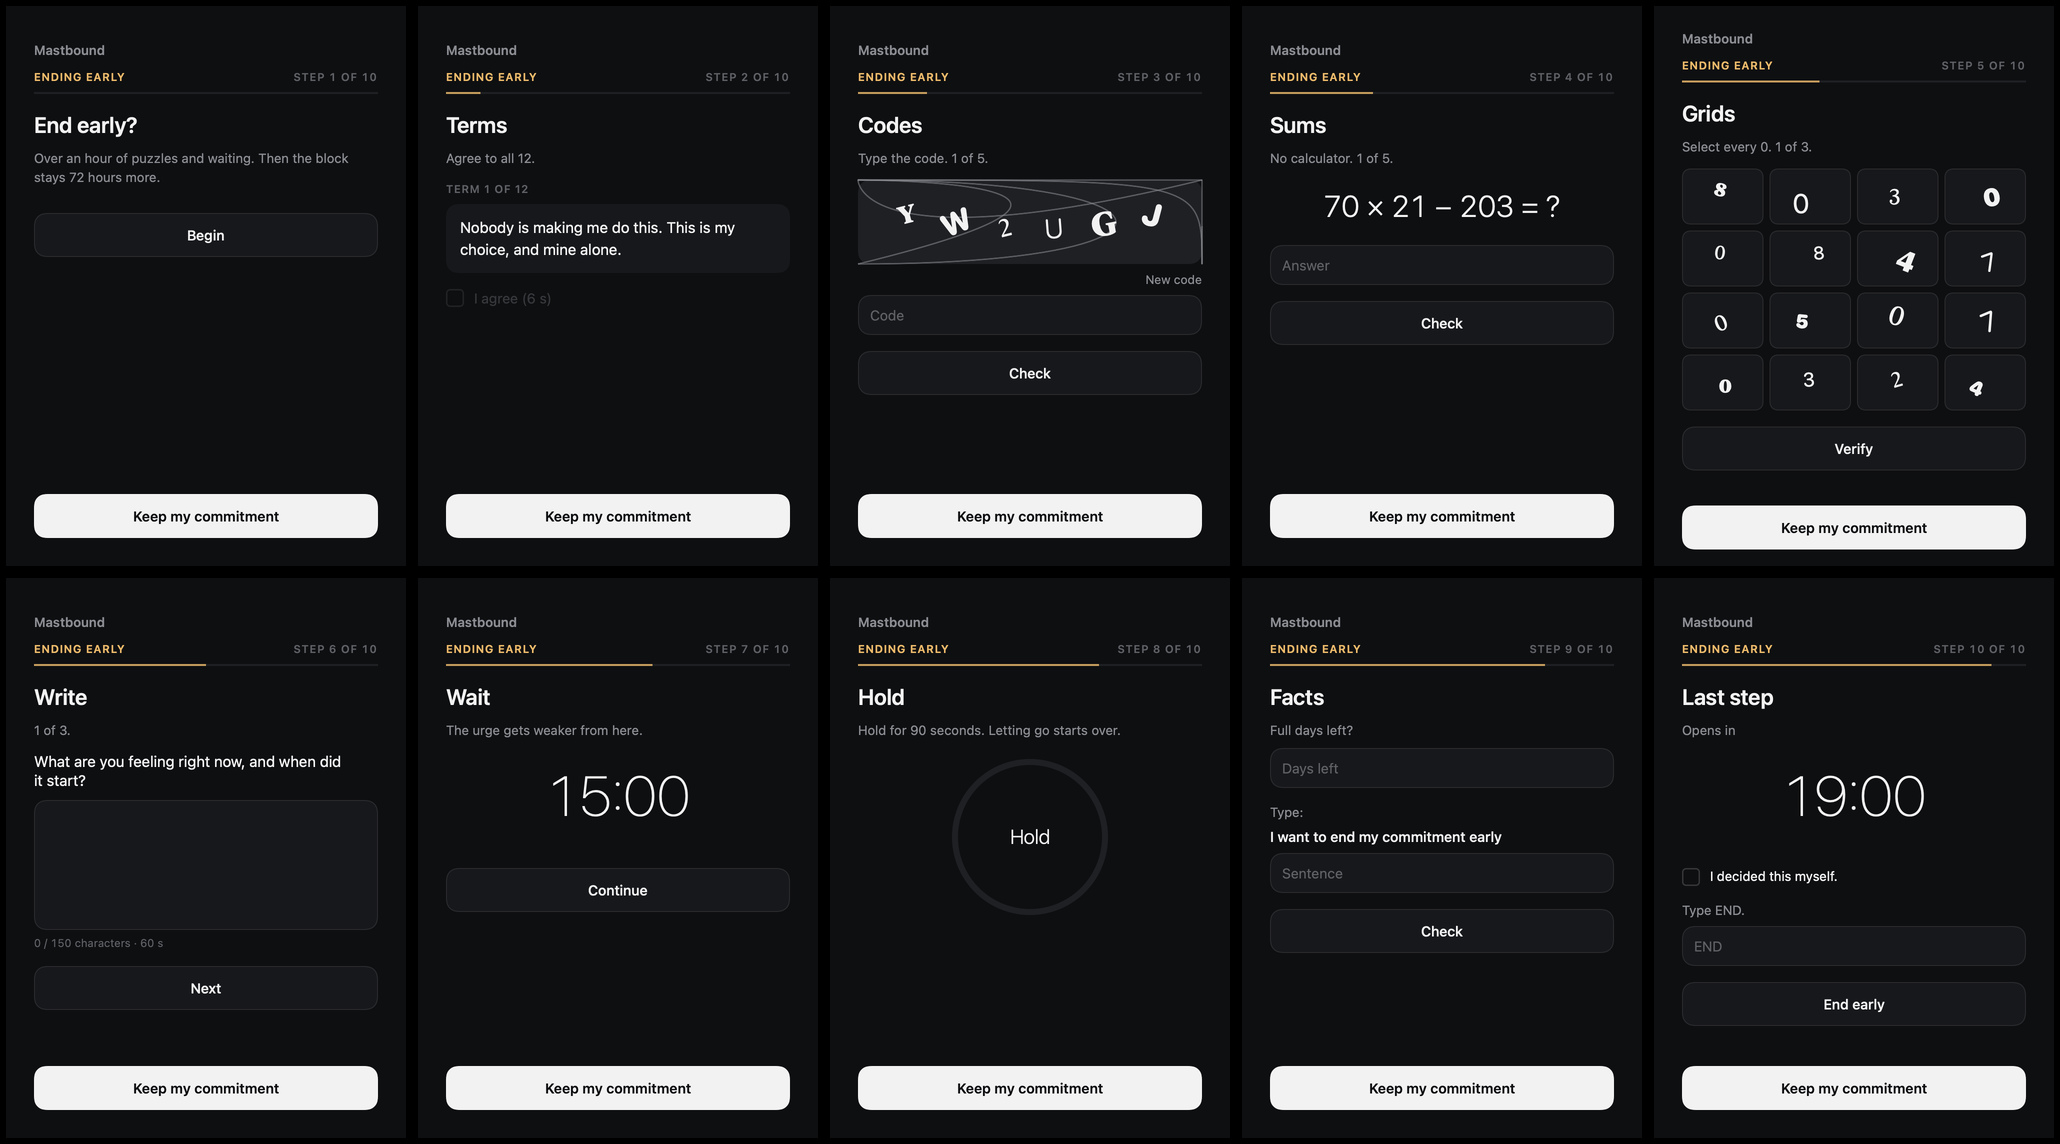 Mastbound
ENDING EARLY STEP 1 OF 10
End early?
Over an hour of puzzles and waiting. Then the block
stays 72 hours more.
Begin
Keep my commitment
Mastbound
ENDING EARLY STEP 2 OF 10
Terms
Agree to all 12.
TERM 1 OF 12
Nobody is making me do this. This is my
choice, and mine alone.
I agree (6 s)
Keep my commitment
Mastbound
ENDING EARLY STEP 3 OF 10
Codes
Type the code. 1 of 5.
Y W 2 U G J
New code
Code
Check
Keep my commitment
Mastbound
ENDING EARLY STEP 4 OF 10
Sums
No calculator. 1 of 5.
70 × 21 − 203 = ?
Answer
Check
Keep my commitment
Mastbound
ENDING EARLY STEP 5 OF 10
Grids
Select every 0. 1 of 3.
8 0 3 0
0 8 4 7
0 5 0 7
0 3 2 4
Verify
Keep my commitment
Mastbound
ENDING EARLY STEP 6 OF 10
Write
1 of 3.
What are you feeling right now, and when did
it start?
0 / 150 characters · 60 s
Next
Keep my commitment
Mastbound
ENDING EARLY STEP 7 OF 10
Wait
The urge gets weaker from here.
15:00
Continue
Keep my commitment
Mastbound
ENDING EARLY STEP 8 OF 10
Hold
Hold for 90 seconds. Letting go starts over.
Hold
Keep my commitment
Mastbound
ENDING EARLY STEP 9 OF 10
Facts
Full days left?
Days left
Type:
I want to end my commitment early
Sentence
Check
Keep my commitment
Mastbound
ENDING EARLY STEP 10 OF 10
Last step
Opens in
19:00
I decided this myself.
Type END.
END
End early
Keep my commitment